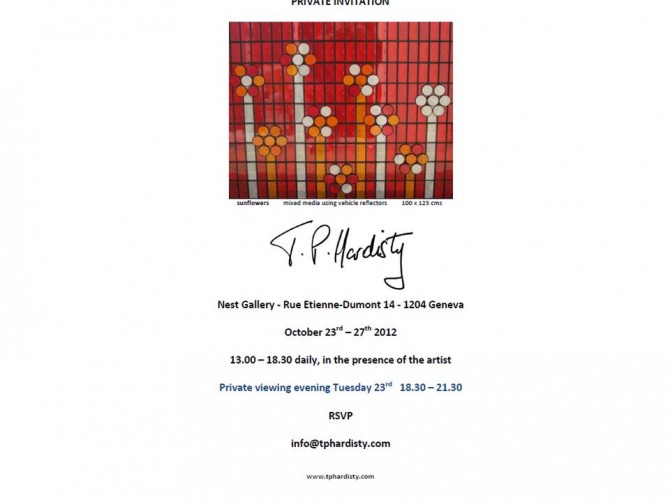 PRIVATE INVITATION
sunflowers mixed media using vehicle reflectors 100 x 125 cms
T. P. Hardisty
Nest Gallery - Rue Etienne-Dumont 14 - 1204 Geneva
October 23rd – 27th 2012
13.00 – 18.30 daily, in the presence of the artist
Private viewing evening Tuesday 23rd 18.30 – 21.30
RSVP
info@tphardisty.com
www.tphardisty.com